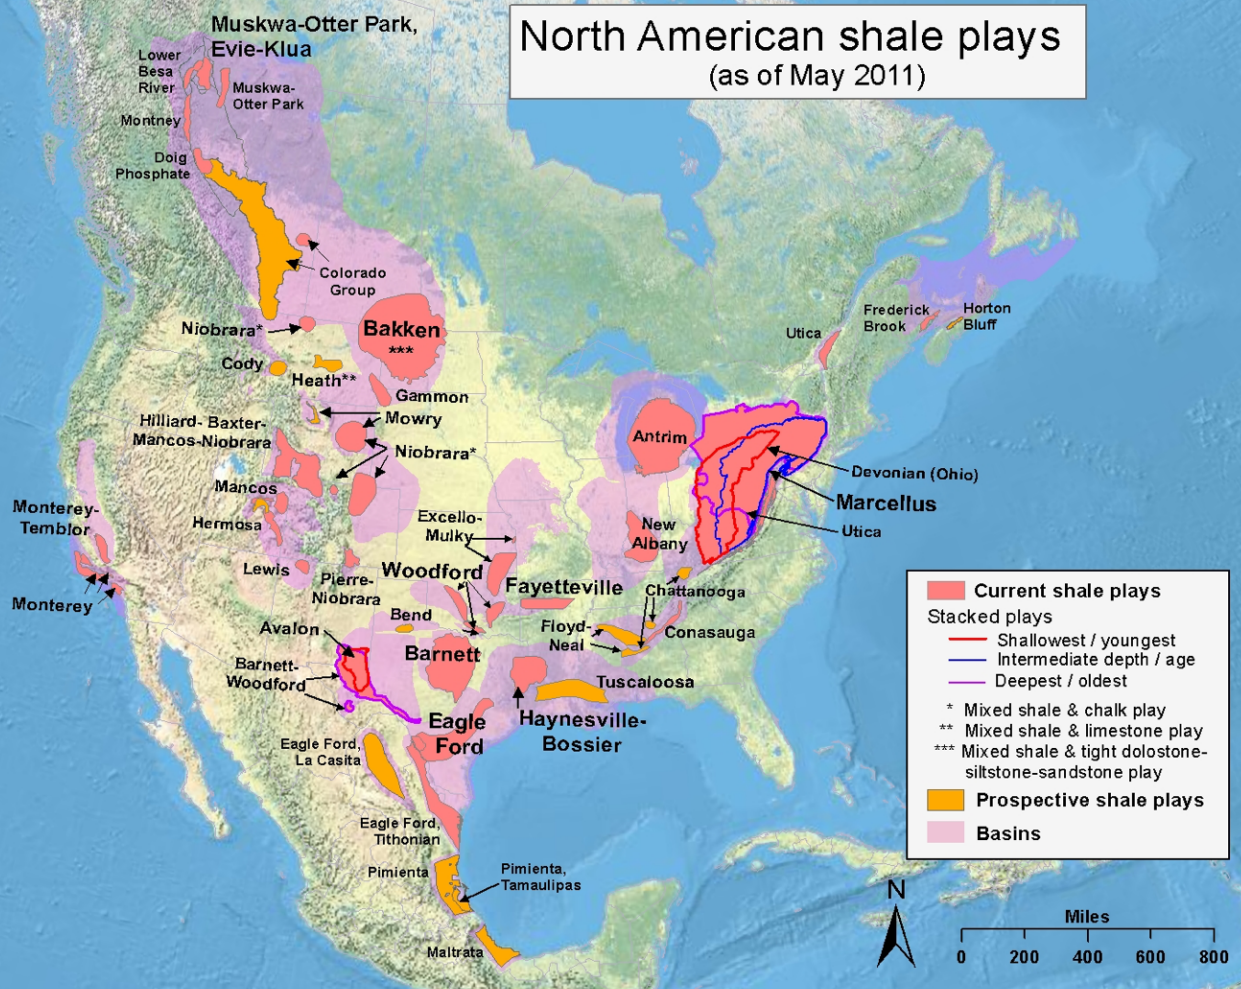 North American shale plays
(as of May 2011)
Muskwa-Otter Park,
Evie-Klua
Lower
Besa
River
Muskwa-
Otter Park
Montney
Doig
Phosphate
Colorado
Group
Niobrara*
Bakken
***
Cody
Heath**
Gammon
Mowry
Hilliard- Baxter-
Mancos-Niobrara
Niobrara*
Mancos
Hermosa
Monterey-
Temblor
Monterey
Lewis
Pierre-
Niobrara
Excello-
Mulky
Woodford
Fayetteville
Bend
Avalon
Barnett-
Woodford
Barnett
Eagle
Ford
Haynesville-
Bossier
Tuscaloosa
Floyd-
Neal
Chattanooga
Conasauga
New
Albany
Antrim
Devonian (Ohio)
Marcellus
Utica
Utica
Frederick
Brook
Horton
Bluff
Eagle Ford,
La Casita
Eagle Ford,
Tithonian
Pimienta
Pimienta,
Tamaulipas
Maltrata
Current shale plays
Stacked plays
Shallowest / youngest
Intermediate depth / age
Deepest / oldest
* Mixed shale & chalk play
** Mixed shale & limestone play
*** Mixed shale & tight dolostone-
siltstone-sandstone play
Prospective shale plays
Basins
N
Miles
0 200 400 600 800